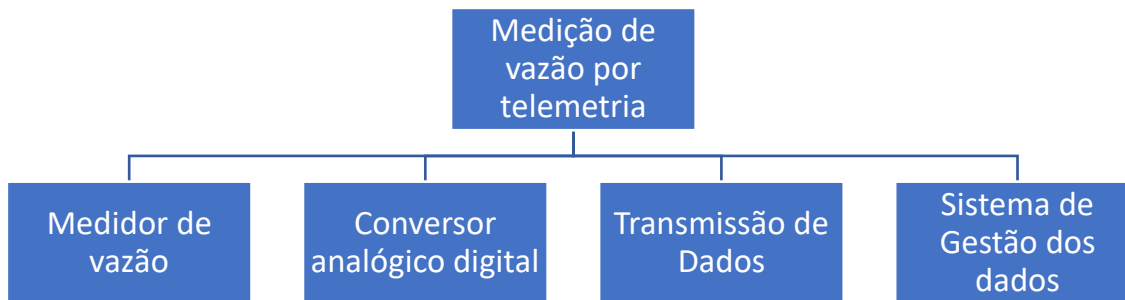 Medição de
vazão por
telemetria
Medidor de
vazão
Conversor
analógico digital
Transmissão de
Dados
Sistema de
Gestão dos
dados